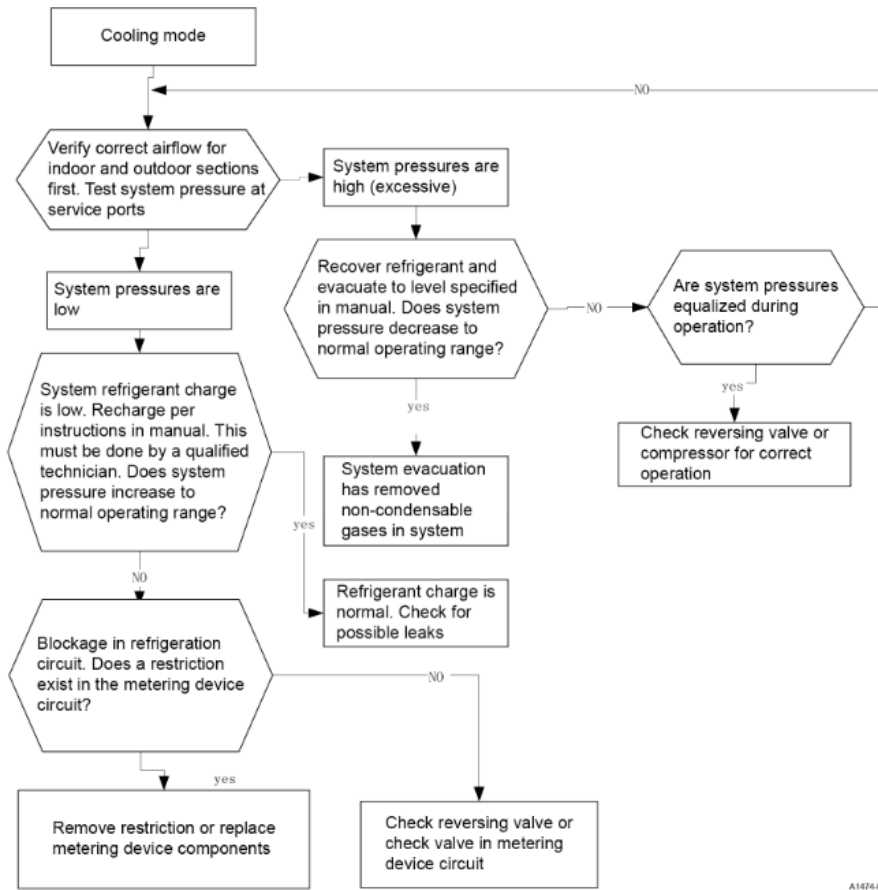 Cooling mode
NO
Verify correct airflow for
indoor and outdoor sections
first. Test system pressure at
service ports
System pressures are
high (excessive)
System pressures are
low
Recover refrigerant and
evacuate to level specified
in manual. Does system
pressure decrease to
normal operating range?
NO
Are system pressures
equalized during
operation?
yes
yes
System refrigerant charge
is low. Recharge per
instructions in manual. This
must be done by a qualified
technician. Does system
pressure increase to
normal operating range?
Check reversing valve or
compressor for correct
operation
System evacuation
has removed
non-condensable
gases in system
yes
NO
Refrigerant charge is
normal. Check for
possible leaks
Blockage in refrigeration
circuit. Does a restriction
exist in the metering device
circuit?
NO
yes
Remove restriction or replace
metering device components
Check reversing valve or
check valve in metering
device circuit